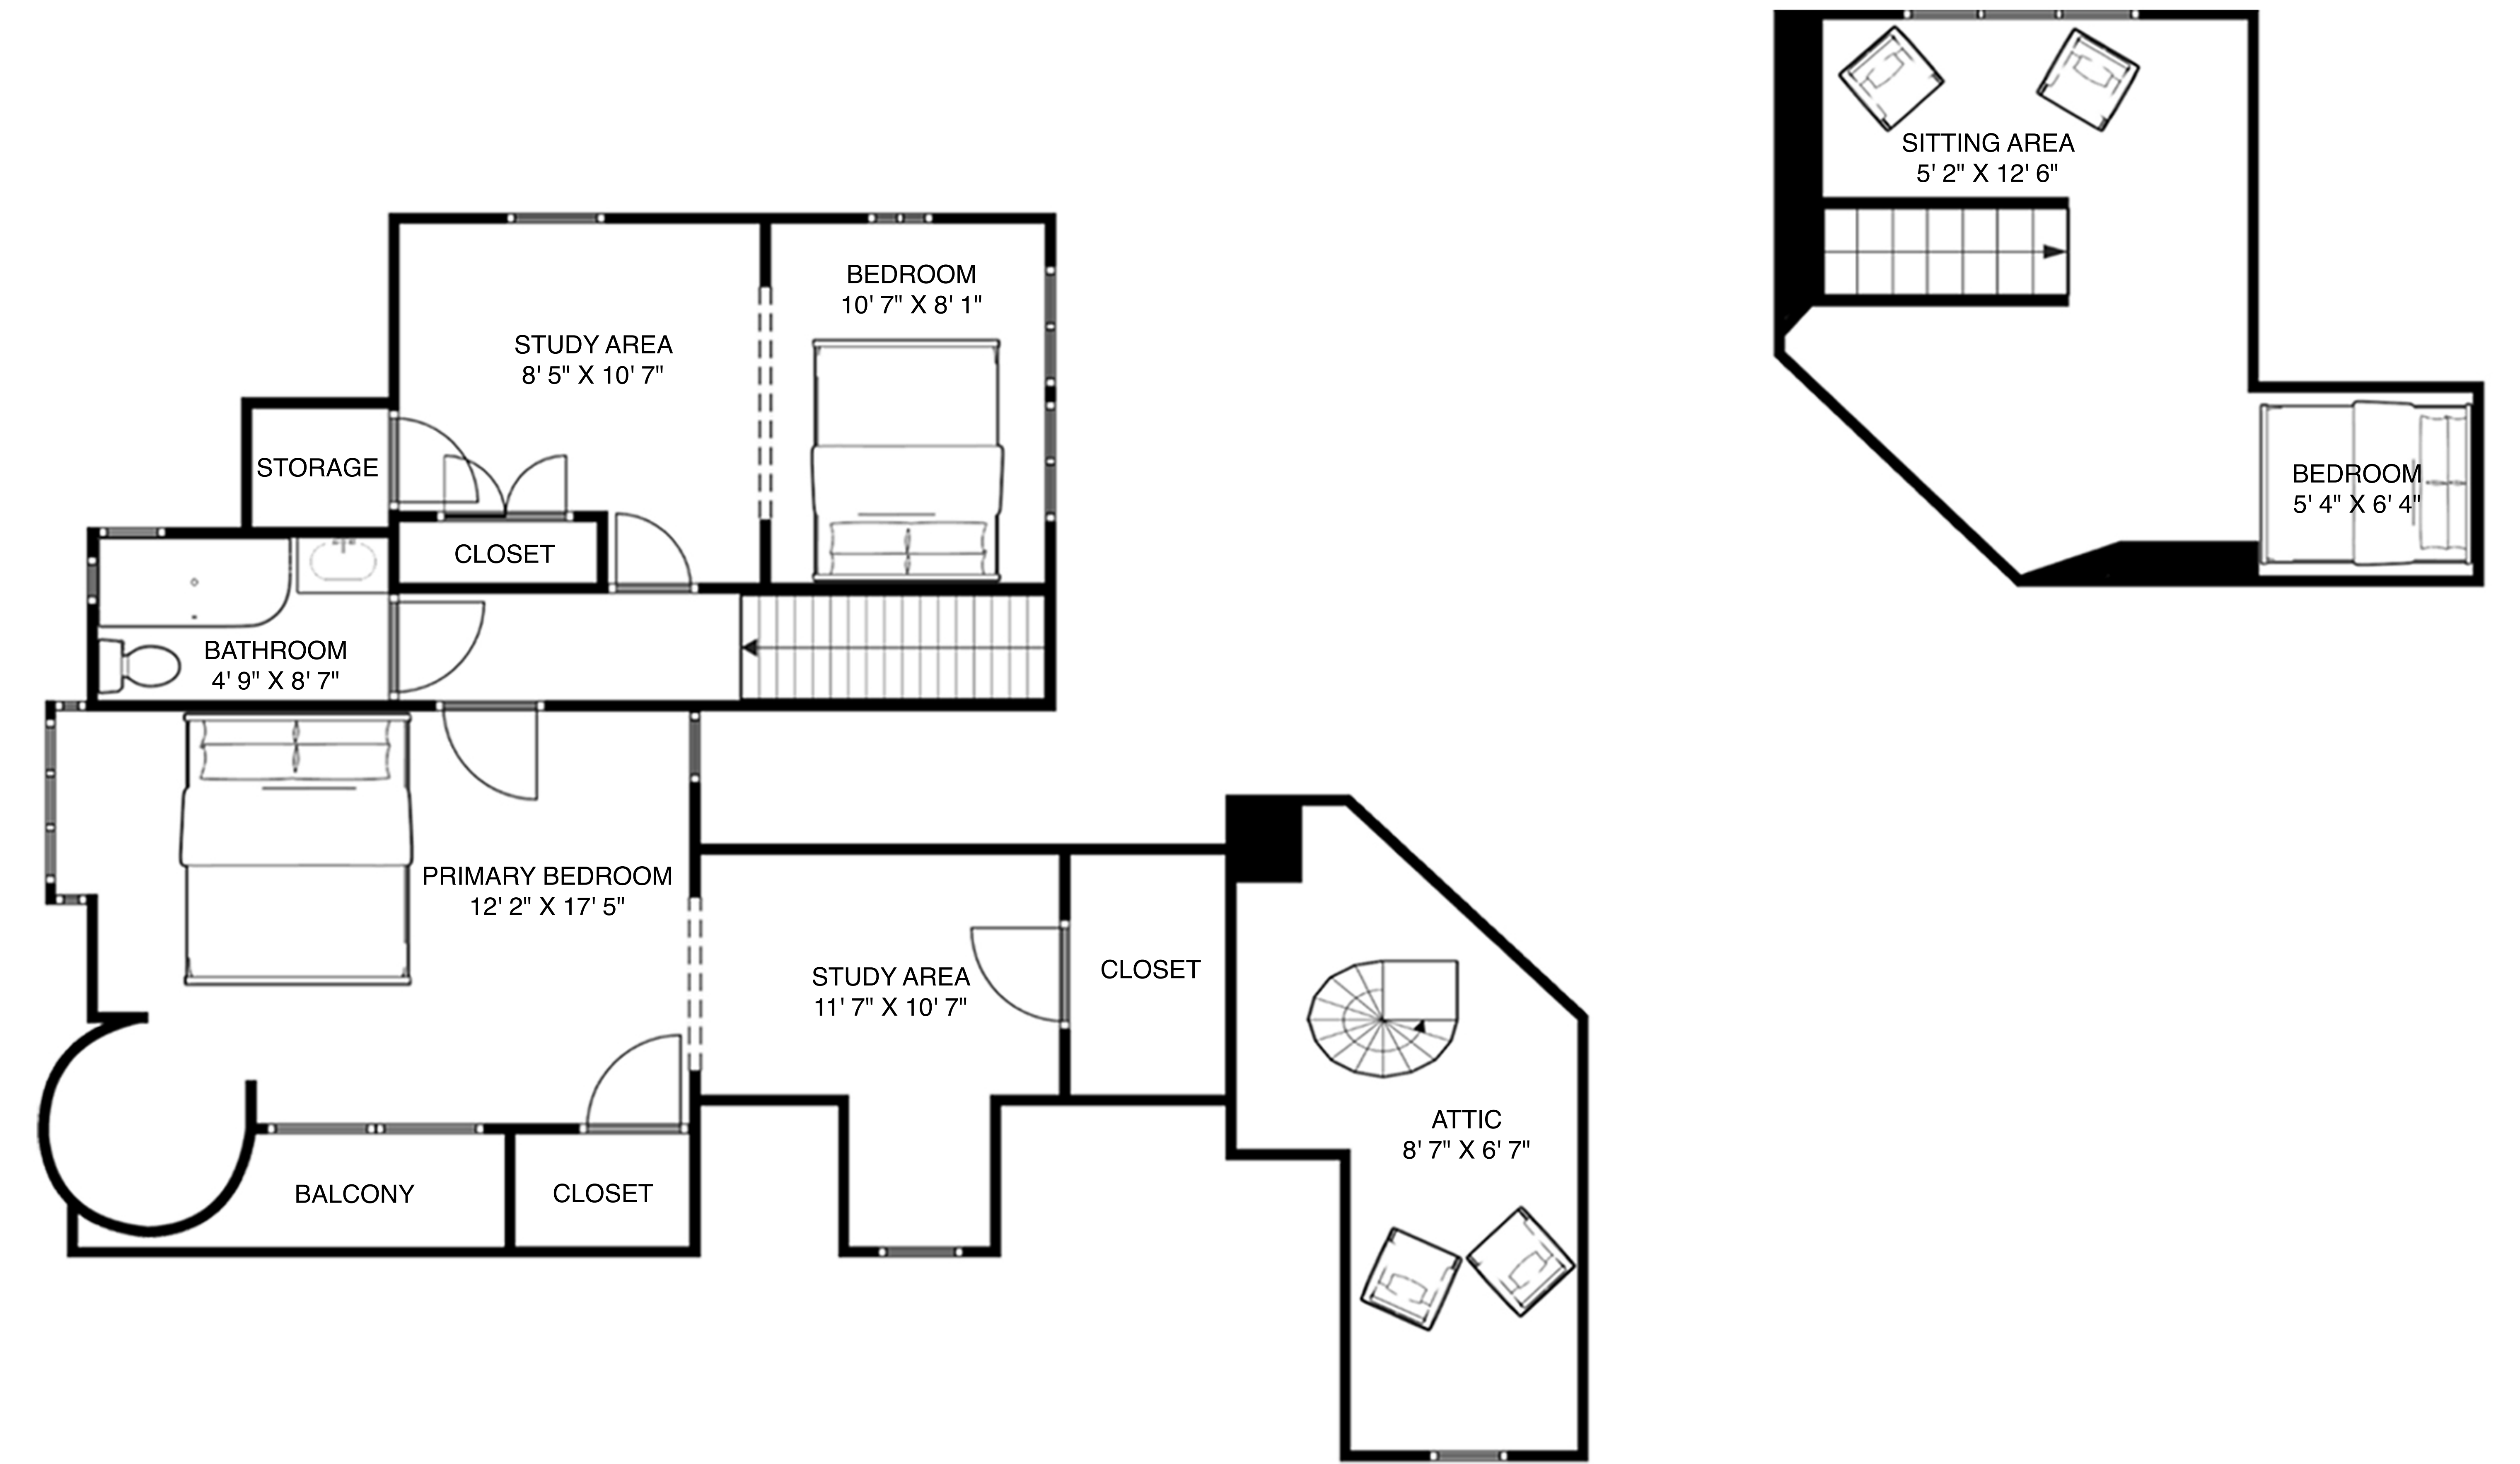 SITTING AREA
5' 2" X 12' 6"
BEDROOM
10' 7" X 8' 1"
STUDY AREA
8' 5" X 10' 7"
STORAGE
BEDROOM
5' 4" X 6' 4"
CLOSET
BATHROOM
4' 9" X 8' 7"
PRIMARY BEDROOM
12' 2" X 17' 5"
STUDY AREA
11' 7" X 10' 7"
CLOSET
ATTIC
8' 7" X 6' 7"
BALCONY
CLOSET